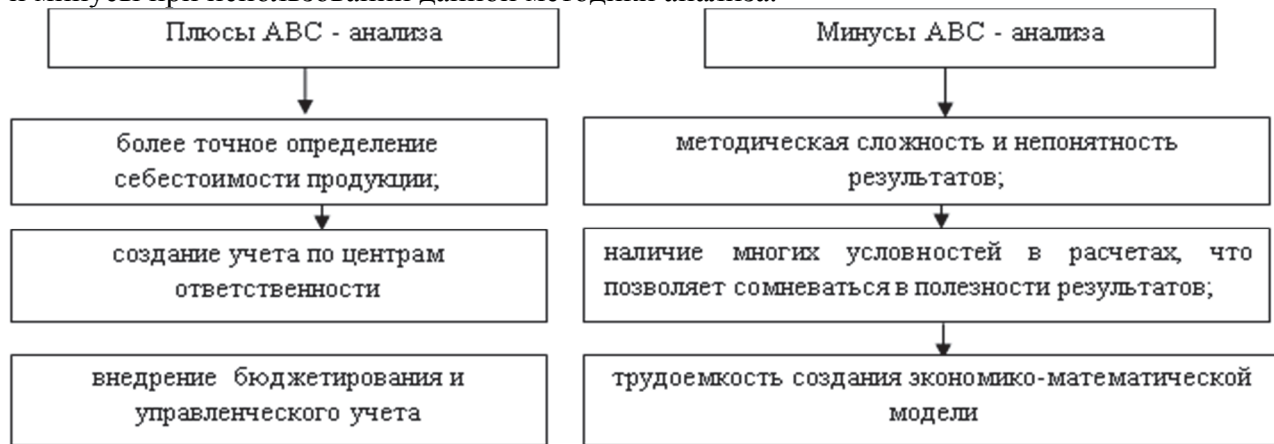 и минусы при использовании данной методики анализа.
Плюсы АВС - анализа
более точное определение
себестоимости продукции;
создание учета по центрам
ответственности
внедрение бюджетирования и
управленческого учета
Минусы АВС - анализа
методическая сложность и непонятность
результатов;
наличие многих условностей в расчетах, что
позволяет сомневаться в полезности результатов;
трудоемкость создания экономико-математической
модели